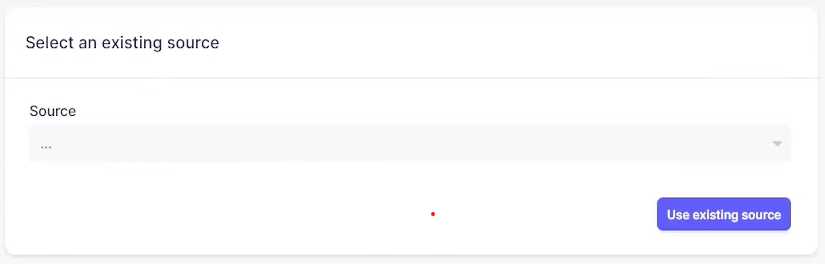 Select an existing source
Source
...
Use existing source